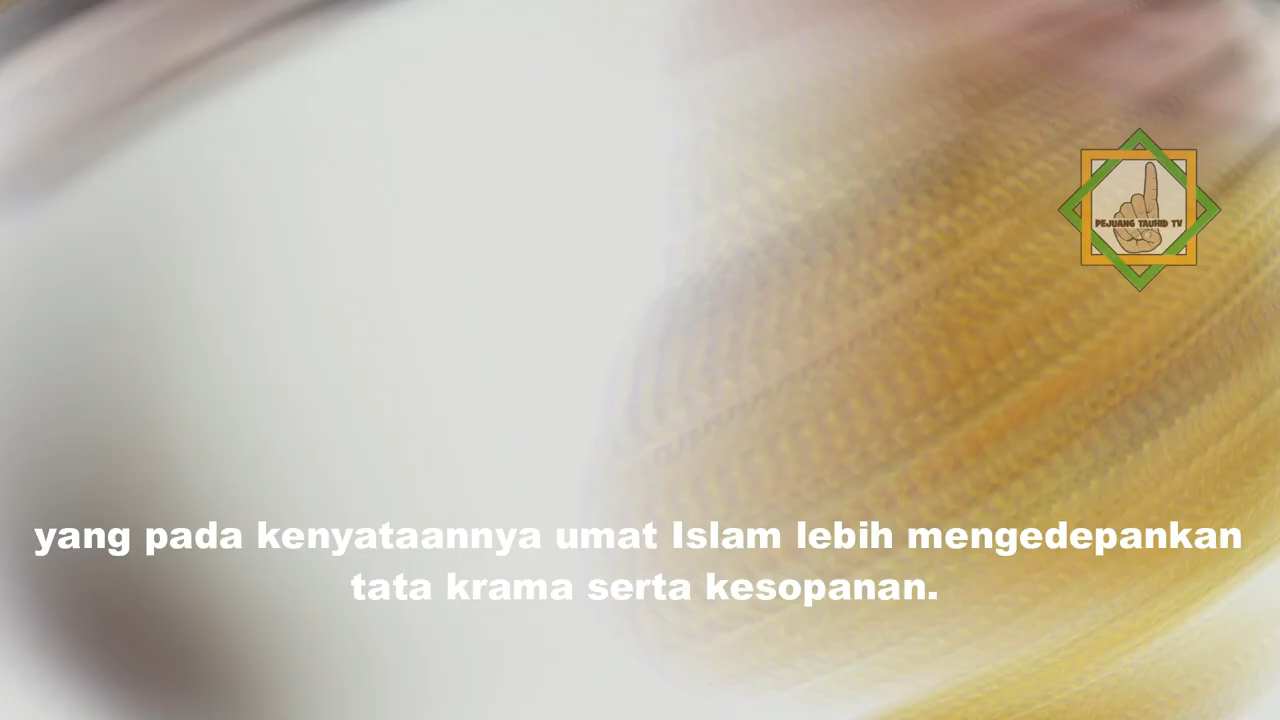 PEJUANG TAUHID TV
yang pada kenyataannya umat Islam lebih mengedepankan
tata krama serta kesopanan.